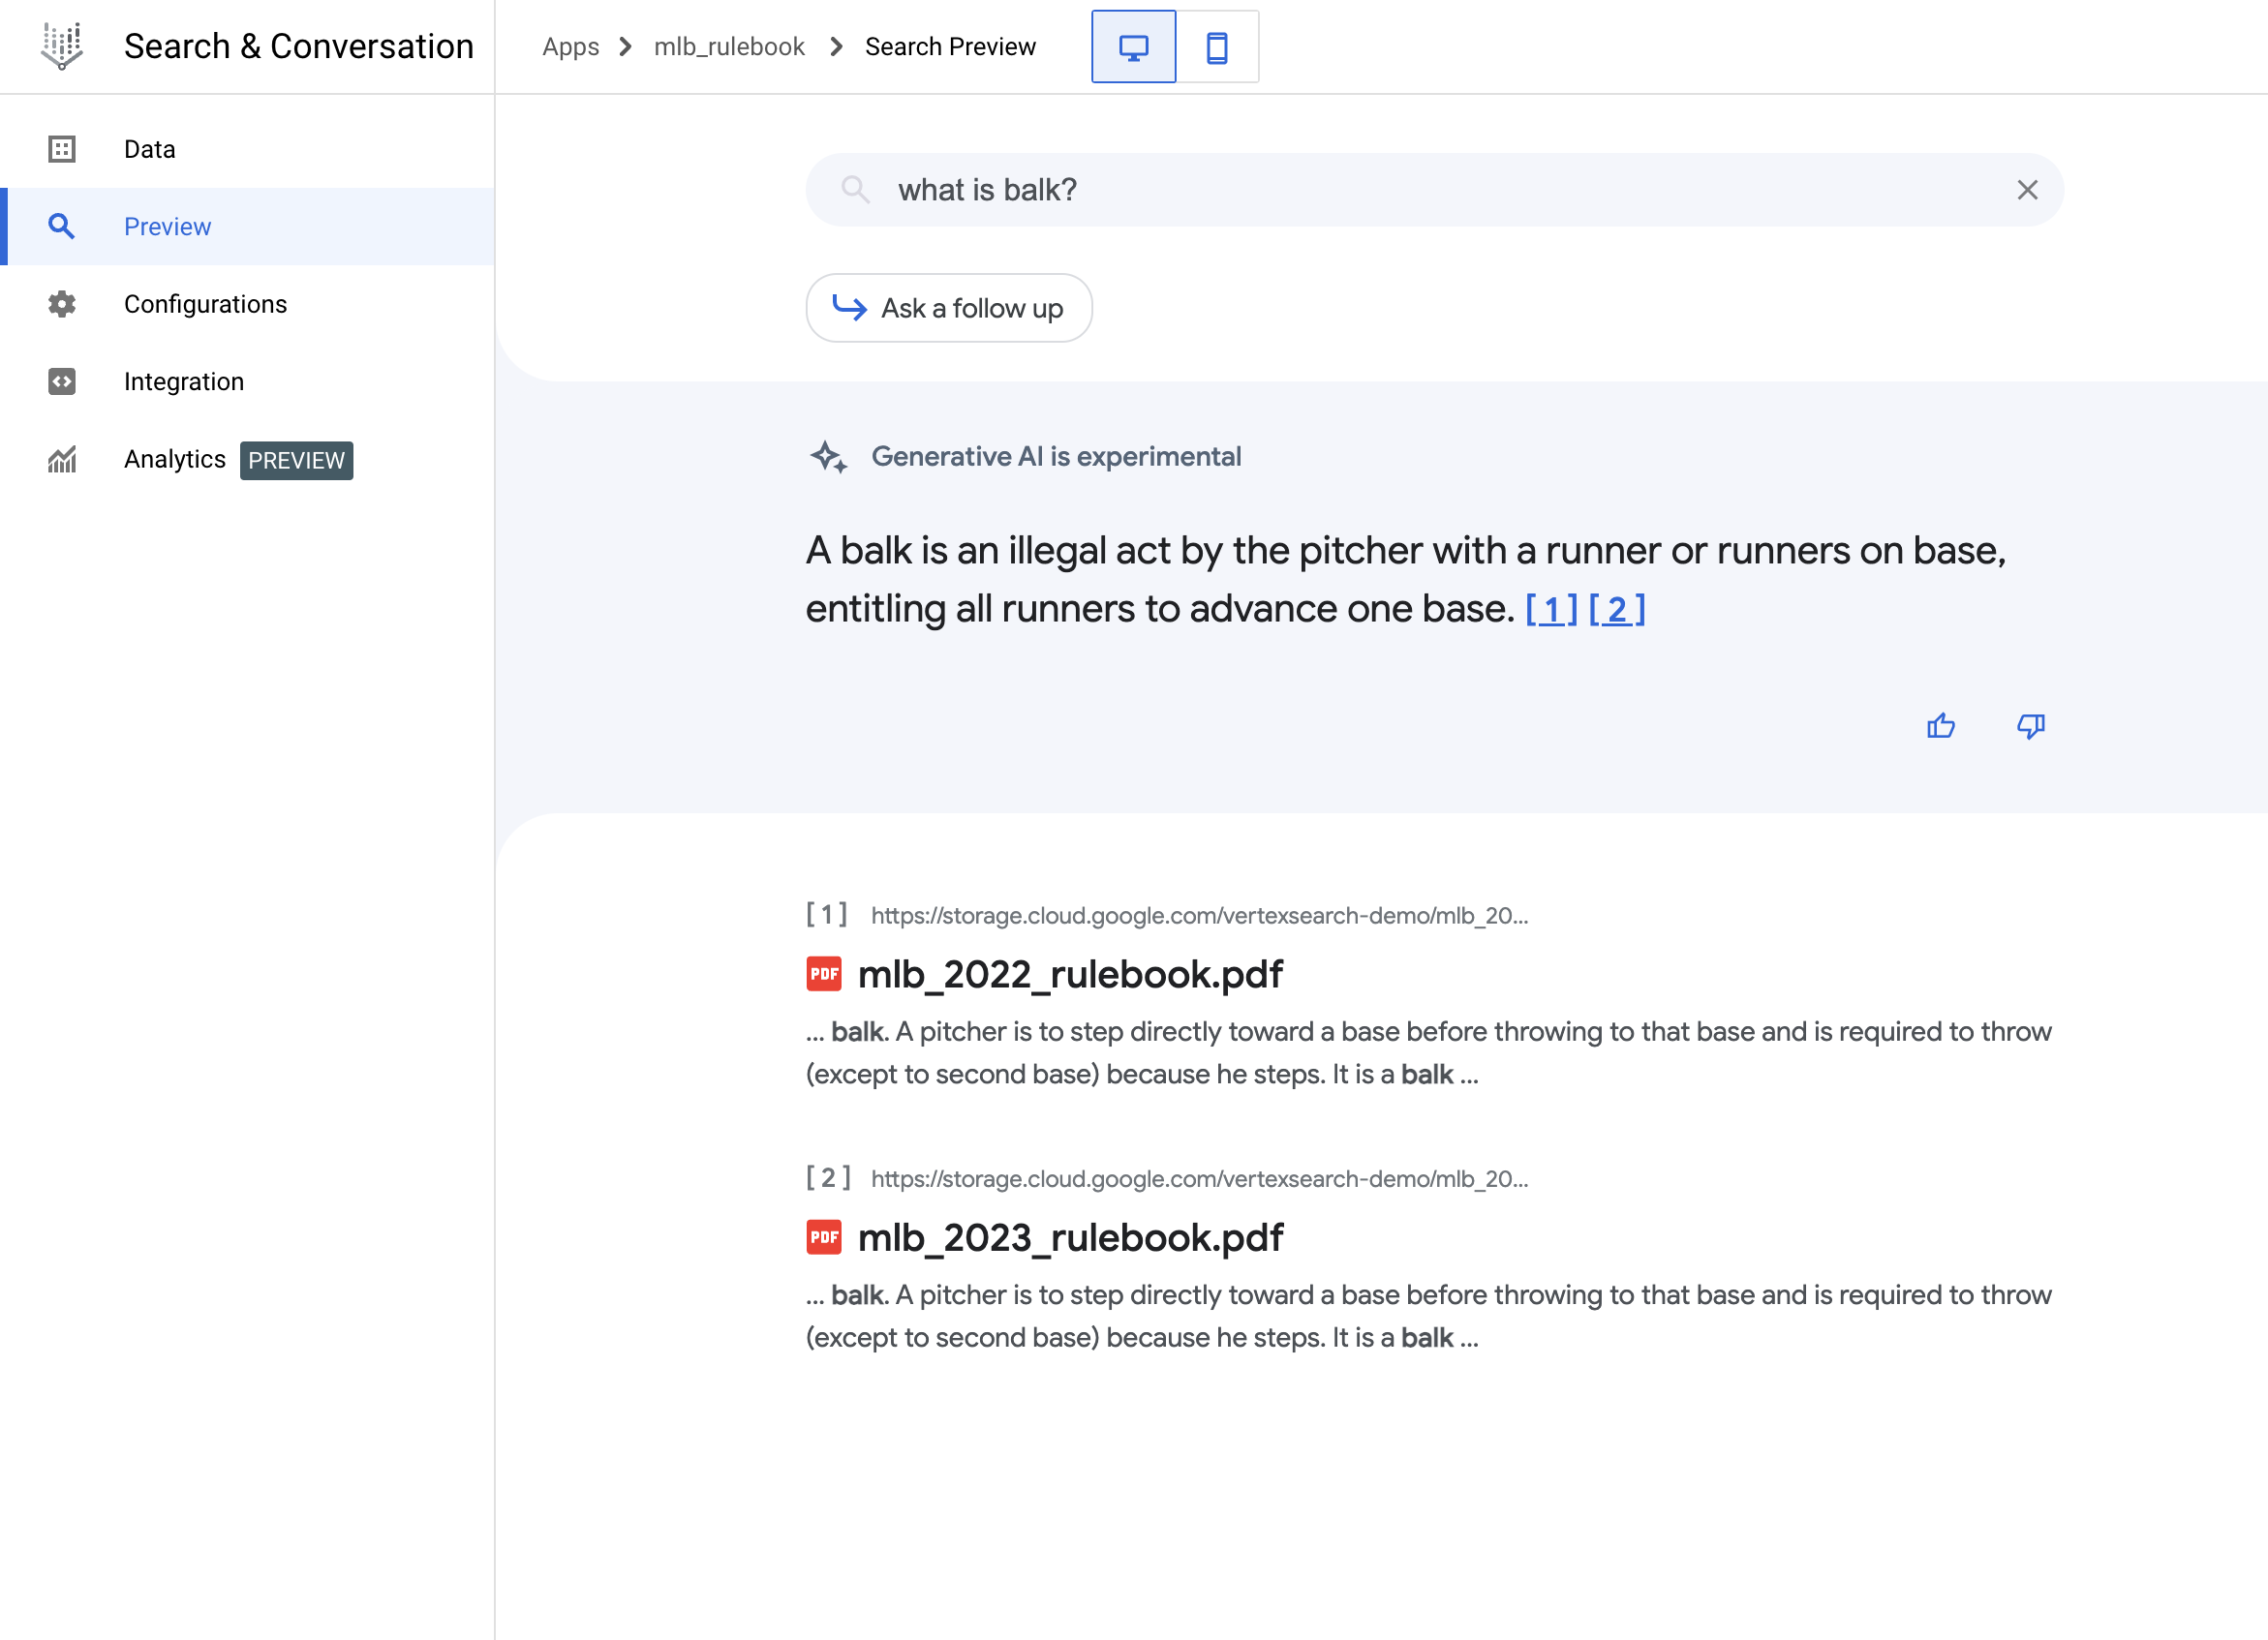 Search & Conversation
Apps > mlb_rulebook > Search Preview
Data
Preview
Configurations
Integration
Analytics PREVIEW
what is balk?
Ask a follow up
Generative AI is experimental
A balk is an illegal act by the pitcher with a runner or runners on base,
entitling all runners to advance one base. [ 1 ] [ 2 ]
[ 1 ] https://storage.cloud.google.com/vertexsearch-demo/mlb_20...
PDF mlb_2022_rulebook.pdf
... balk. A pitcher is to step directly toward a base before throwing to that base and is required to throw
(except to second base) because he steps. It is a balk ...
[ 2 ] https://storage.cloud.google.com/vertexsearch-demo/mlb_20...
PDF mlb_2023_rulebook.pdf
... balk. A pitcher is to step directly toward a base before throwing to that base and is required to throw
(except to second base) because he steps. It is a balk ...